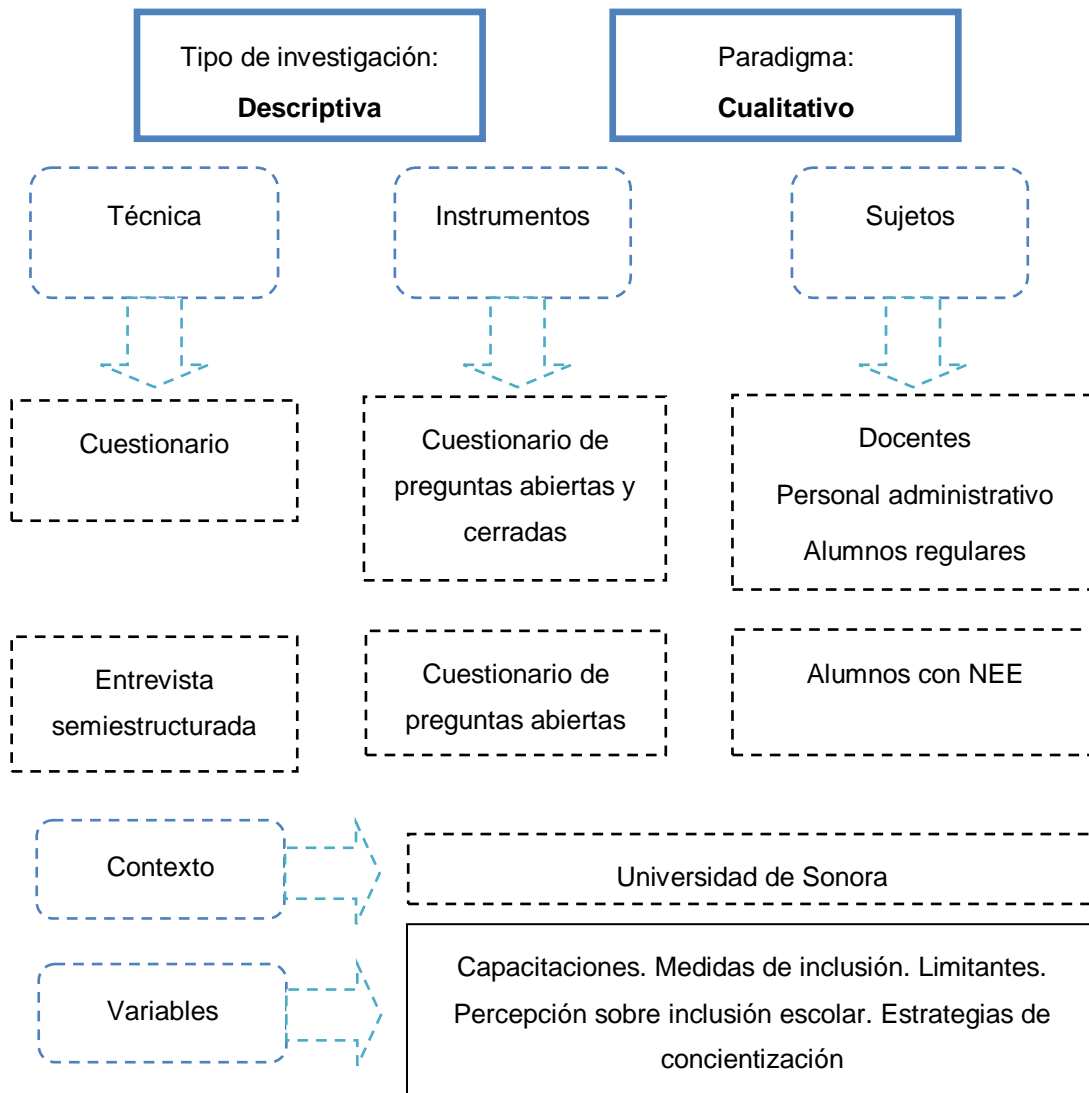 Tipo de investigación:
Descriptiva
Paradigma:
Cualitativo
Técnica
Instrumentos
Sujetos
Cuestionario
Cuestionario de
preguntas abiertas y
cerradas
Docentes
Personal administrativo
Alumnos regulares
Entrevista
semiestructurada
Cuestionario de
preguntas abiertas
Alumnos con NEE
Contexto
Universidad de Sonora
Variables
Capacitaciones. Medidas de inclusión. Limitantes.
Percepción sobre inclusión escolar. Estrategias de
concientización